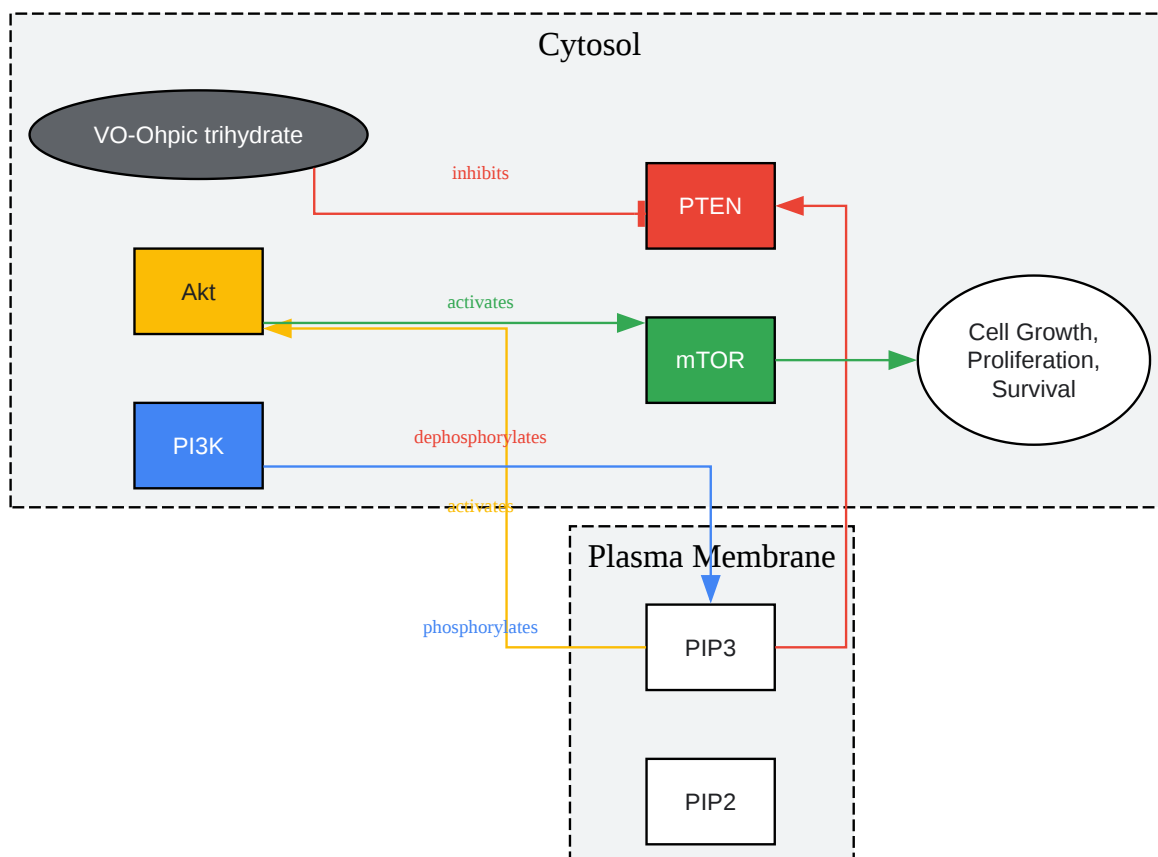 Cytosol
VO-Ohpic trihydrate
inhibits
PTEN
Akt
activates
mTOR
Cell Growth,
Proliferation,
Survival
dephosphorylates
PI3K
activates
Plasma Membrane
phosphorylates
PIP3
PIP2